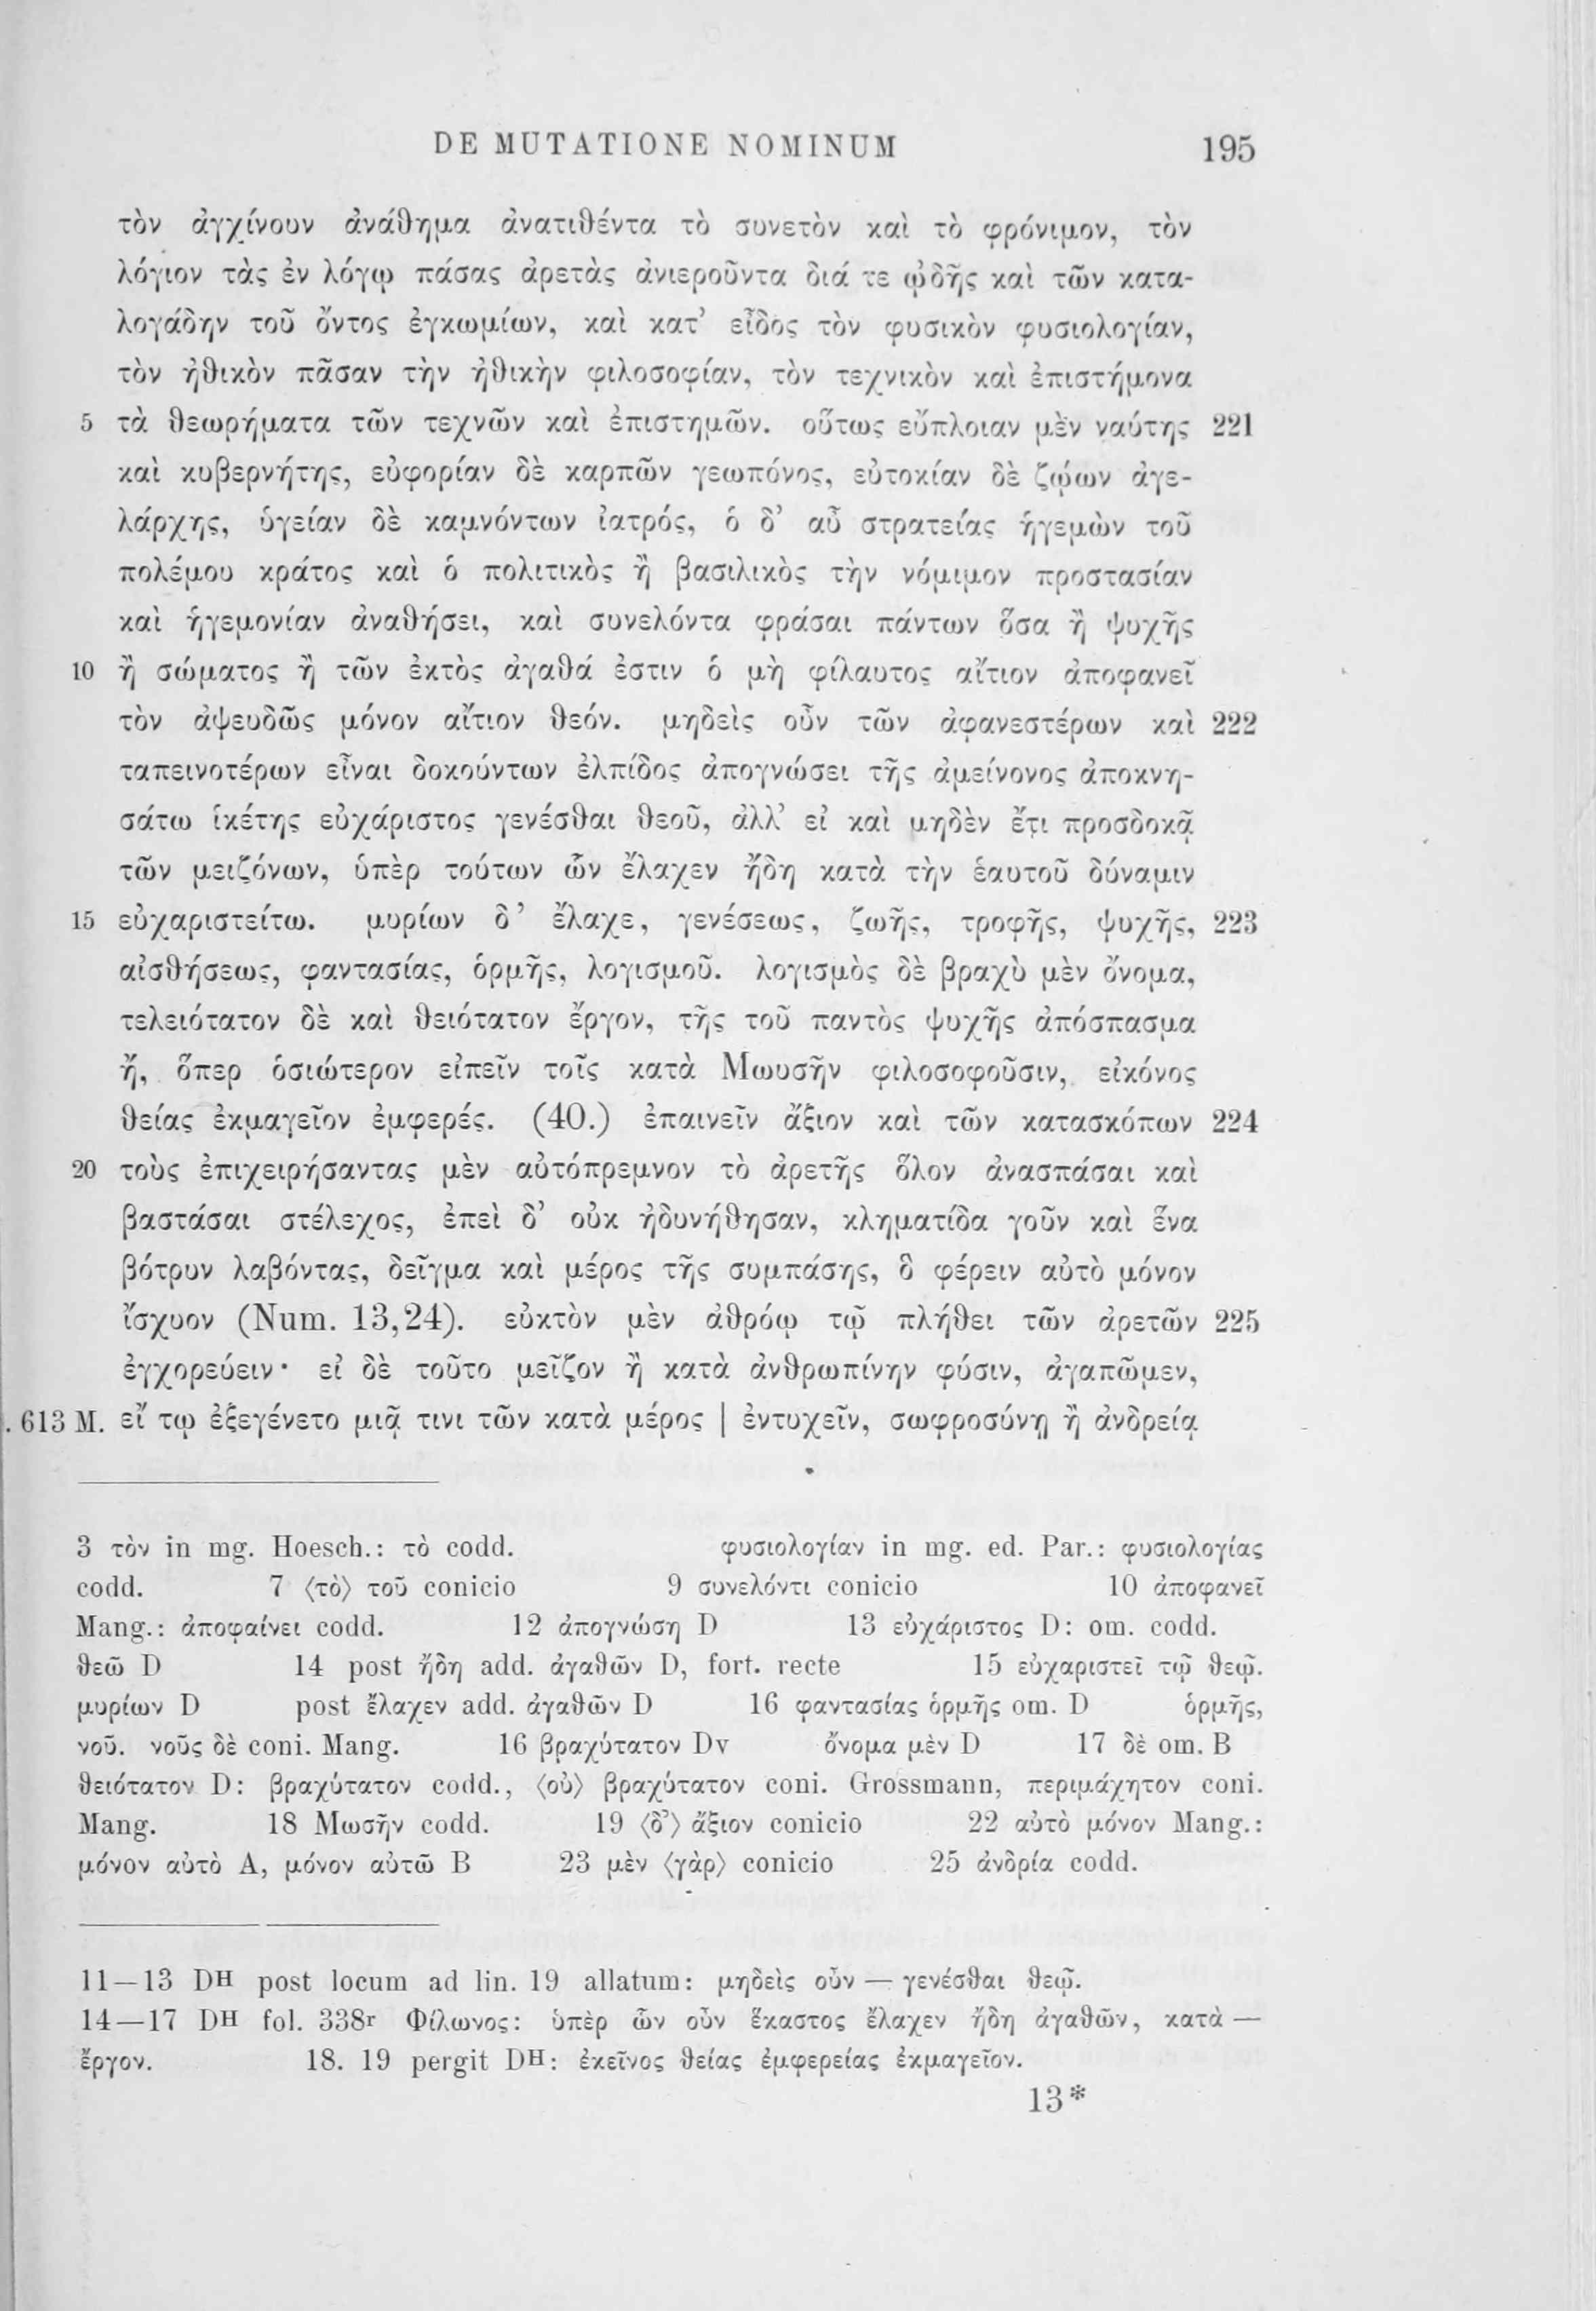 DE MUTATIONE NOMINUM 195
τὸν ἀγχίνουν ἀνάθημα ἀνατιθέντα τὸ συνετὸν καὶ τὸ φρόνιμον, τὸν
λόγιον τὰς ἐν λόγῳ πάσας ἀρετὰς ἀνιεροῦντα διά τε ᾠδῆς καὶ τῶν κατα-
λογάδην τοῦ ὄντος ἐγκωμίων, καὶ κατ’ εἶδος τὸν φυσικὸν φυσιολογίαν,
τὸν ἠθικὸν πᾶσαν τὴν ἠθικὴν φιλοσοφίαν, τὸν τεχνικὸν καὶ ἐπιστήμονα
5 τὰ θεωρήματα τῶν τεχνῶν καὶ ἐπιστημῶν. οὕτως εὔπλοιαν μὲν ναύτης 221
καὶ κυβερνήτης, εὐφορίαν δὲ καρπῶν γεωπόνος, εὐτοκίαν δὲ ζῴων ἀγε-
λάρχης, ὑγείαν δὲ καμνόντων ἰατρός, ὁ δ’ αὖ στρατείας ἡγεμὼν τοῦ
πολέμου κράτος καὶ ὁ πολιτικὸς ἢ βασιλικὸς τὴν νόμιμον προστασίαν
καὶ ἡγεμονίαν ἀναθήσει, καὶ συνελόντα φράσαι πάντων ὅσα ἢ ψυχῆς
10 ἢ σώματος ἢ τῶν ἐκτὸς ἀγαθά ἐστιν ὁ μὴ φίλαυτος αἴτιον ἀποφανεῖ
τὸν ἀψευδῶς μόνον αἴτιον θεόν. μηδεὶς οὖν τῶν ἀφανεστέρων καὶ 222
ταπεινοτέρων εἶναι δοκούντων ἐλπίδος ἀπογνώσει τῆς ἀμείνονος ἀποκνη-
σάτω ἱκέτης εὐχάριστος γενέσθαι θεοῦ, ἀλλ’ εἰ καὶ μηδὲν ἔτι προσδοκᾷ
τῶν μειζόνων, ὑπὲρ τούτων ὧν ἔλαχεν ἤδη κατὰ τὴν ἑαυτοῦ δύναμιν
15 εὐχαριστείτω. μυρίων δ’ ἔλαχε, γενέσεως, ζωῆς, τροφῆς, ψυχῆς, 223
αἰσθήσεως, φαντασίας, ὁρμῆς, λογισμοῦ. λογισμὸς δὲ βραχὺ μὲν ὄνομα,
τελειότατον δὲ καὶ θειότατον ἔργον, τῆς τοῦ παντὸς ψυχῆς ἀπόσπασμα
ἤ, ὅπερ ὁσιώτερον εἰπεῖν τοῖς κατὰ Μωυσῆν φιλοσοφοῦσιν, εἰκόνος
θείας ἐκμαγεῖον ἐμφερές. (40.) ἐπαινεῖν ἄξιον καὶ τῶν κατασκόπων 224
20 τοὺς ἐπιχειρήσαντας μὲν αὐτόπρεμνον τὸ ἀρετῆς ὅλον ἀνασπάσαι καὶ
βαστάσαι στέλεχος, ἐπεὶ δ’ οὐκ ἠδυνήθησαν, κληματίδα γοῦν καὶ ἕνα
βότρυν λαβόντας, δεῖγμα καὶ μέρος τῆς συμπάσης, ὃ φέρειν αὐτὸ μόνον
ἴσχυον (Num. 13,24). εὐκτὸν μὲν ἀθρόῳ τῷ πλήθει τῶν ἀρετῶν 225
ἐγχορεύειν· εἰ δὲ τοῦτο μεῖζον ἢ κατὰ ἀνθρωπίνην φύσιν, ἀγαπῶμεν,
. 613 M. εἴ τῳ ἐξεγένετο μιᾷ τινι τῶν κατὰ μέρος | ἐντυχεῖν, σωφροσύνῃ ἢ ἀνδρείᾳ
3 τὸν in mg. Hoesch.: τὸ codd. φυσιολογίαν in mg. ed. Par.: φυσιολογίας
codd. 7 ⟨τὸ⟩ τοῦ conicio 9 συνελόντι conicio 10 ἀποφανεῖ
Mang.: ἀποφαίνει codd. 12 ἀπογνώση D 13 εὐχάριστος D: om. codd.
θεῶ D 14 post ἤδη add. ἀγαθῶν D, fort. recte 15 εὐχαριστεῖ τῷ θεῷ.
μυρίων D post ἔλαχεν add. ἀγαθῶν D 16 φαντασίας ὁρμῆς om. D ὁρμῆς,
νοῦ. νοῦς δὲ coni. Mang. 16 βραχύτατον Dv ὄνομα μὲν D 17 δὲ om. B
θειότατον D: βραχύτατον codd., ⟨οὐ⟩ βραχύτατον coni. Grossmann, περιμάχητον coni.
Mang. 18 Μωσῆν codd. 19 ⟨δ’⟩ ἄξιον conicio 22 αὐτὸ μόνον Mang.:
μόνον αὐτὸ A, μόνον αὐτῶ B 23 μὲν ⟨γὰρ⟩ conicio 25 ἀνδρία codd.
11—13 DH post locum ad lin. 19 allatum: μηδεὶς οὖν — γενέσθαι θεῷ.
14—17 DH fol. 338r Φίλωνος: ὑπὲρ ὧν οὖν ἕκαστος ἔλαχεν ἤδη ἀγαθῶν, κατὰ —
ἔργον. 18. 19 pergit DH: ἐκεῖνος θείας ἐμφερείας ἐκμαγεῖον.
13*